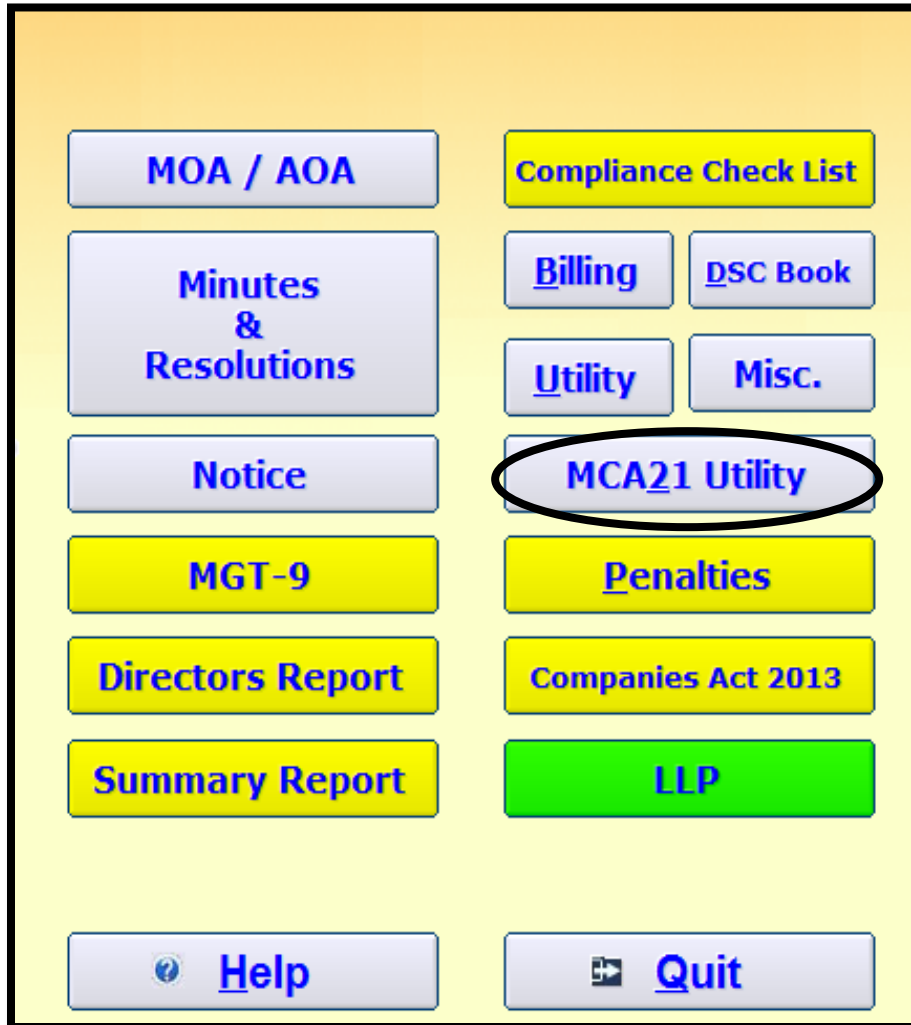 MOA / AOA
Compliance Check List
Minutes
&
Resolutions
Billing
DSC Book
Utility
Misc.
Notice
MCA21 Utility
MGT-9
Penalties
Directors Report
Companies Act 2013
Summary Report
LLP
Help
Quit